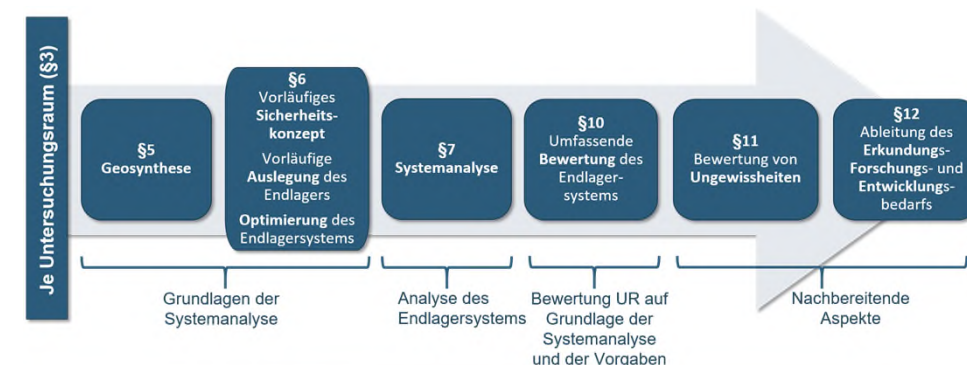 Je Untersuchungsraum (§3)
§5
Geosynthese
§6
Vorläufiges
Sicherheits-
konzept
Vorläufige
Auslegung des
Endlagers
Optimierung des
Endlagersystems
§7
Systemanalyse
§10
Umfassende
Bewertung des
Endlager-
systems
§11
Bewertung von
Ungewissheiten
§12
Ableitung des
Erkundungs-
Forschungs- und
Entwicklungs-
bedarfs
Grundlagen der
Systemanalyse
Analyse des
Endlagersystems
Bewertung UR auf
Grundlage der
Systemanalyse
und der Vorgaben
Nachbereitende
Aspekte